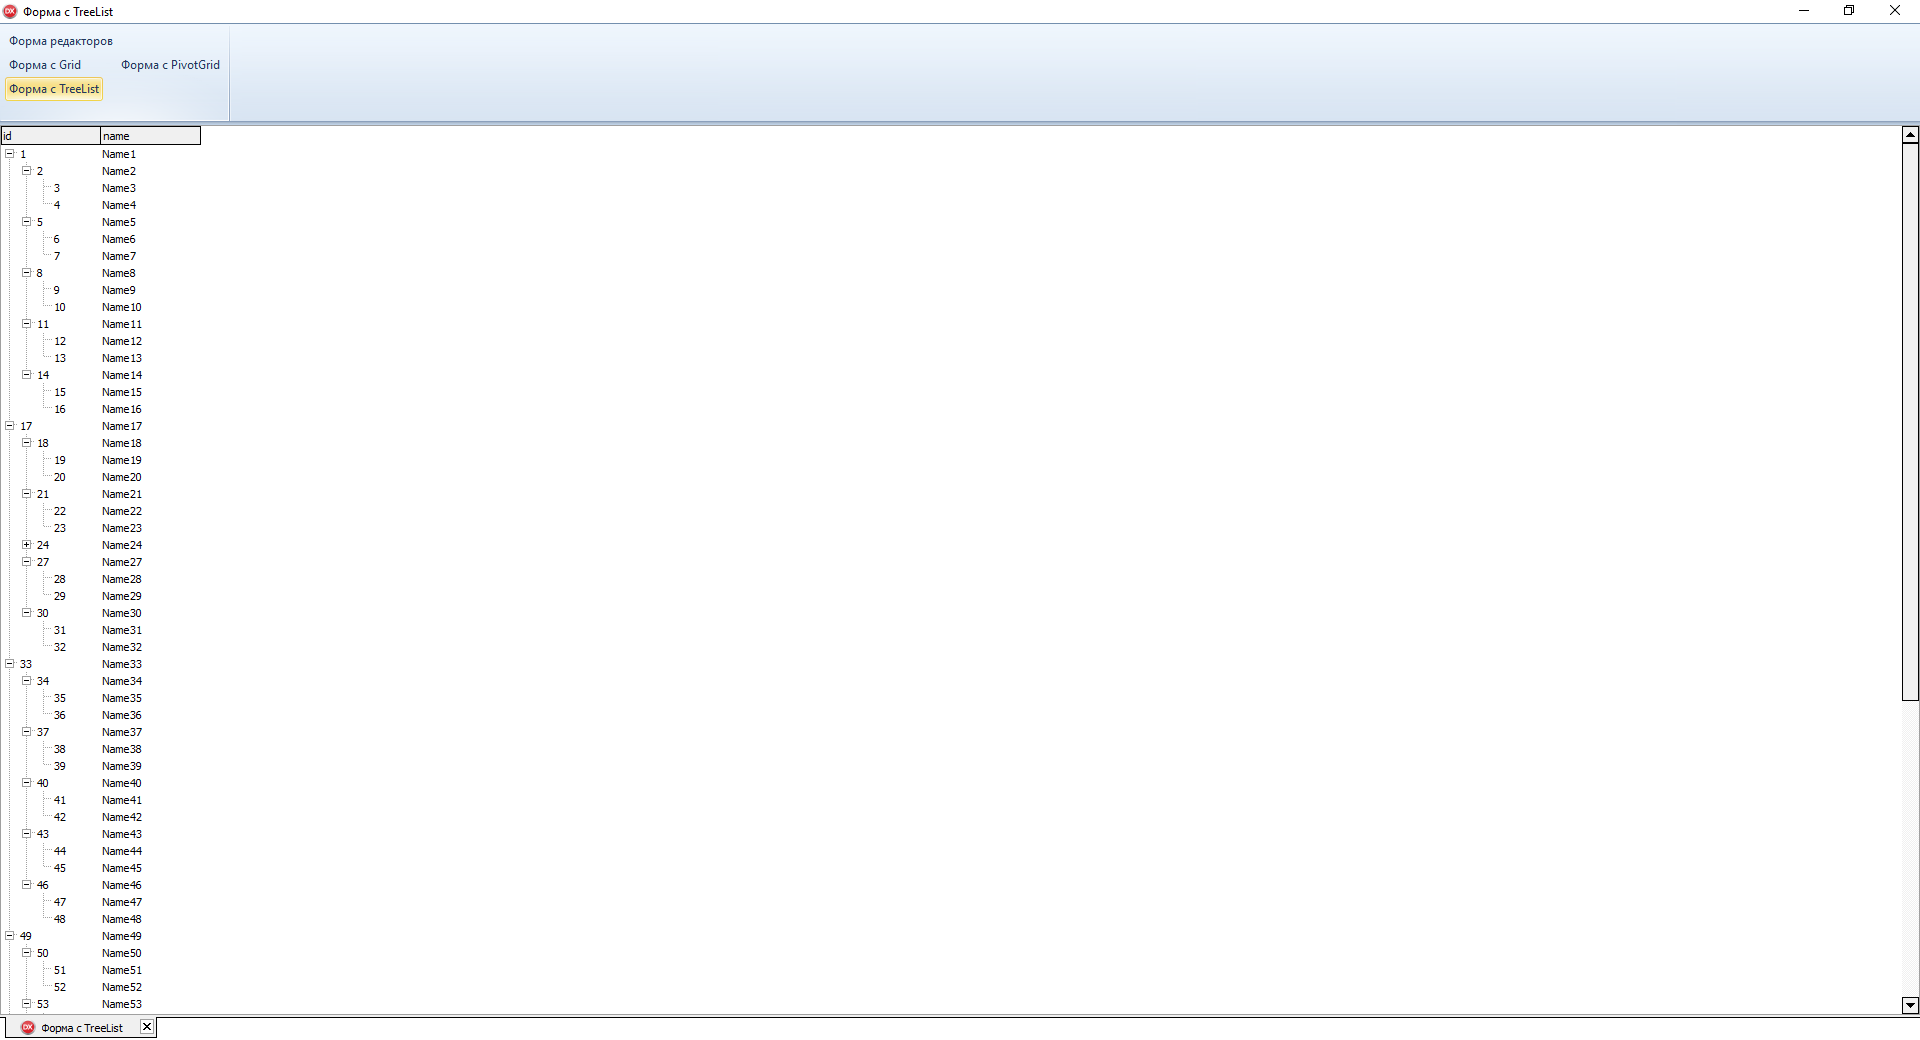 Форма с TreeList
Форма редакторов
Форма с Grid Форма с PivotGrid
Форма с TreeList
id name
1 Name1
2 Name2
3 Name3
4 Name4
5 Name5
6 Name6
7 Name7
8 Name8
9 Name9
10 Name10
11 Name11
12 Name12
13 Name13
14 Name14
15 Name15
16 Name16
17 Name17
18 Name18
19 Name19
20 Name20
21 Name21
22 Name22
23 Name23
24 Name24
27 Name27
28 Name28
29 Name29
30 Name30
31 Name31
32 Name32
33 Name33
34 Name34
35 Name35
36 Name36
37 Name37
38 Name38
39 Name39
40 Name40
41 Name41
42 Name42
43 Name43
44 Name44
45 Name45
46 Name46
47 Name47
48 Name48
49 Name49
50 Name50
51 Name51
52 Name52
53 Name53
DX Форма с TreeList